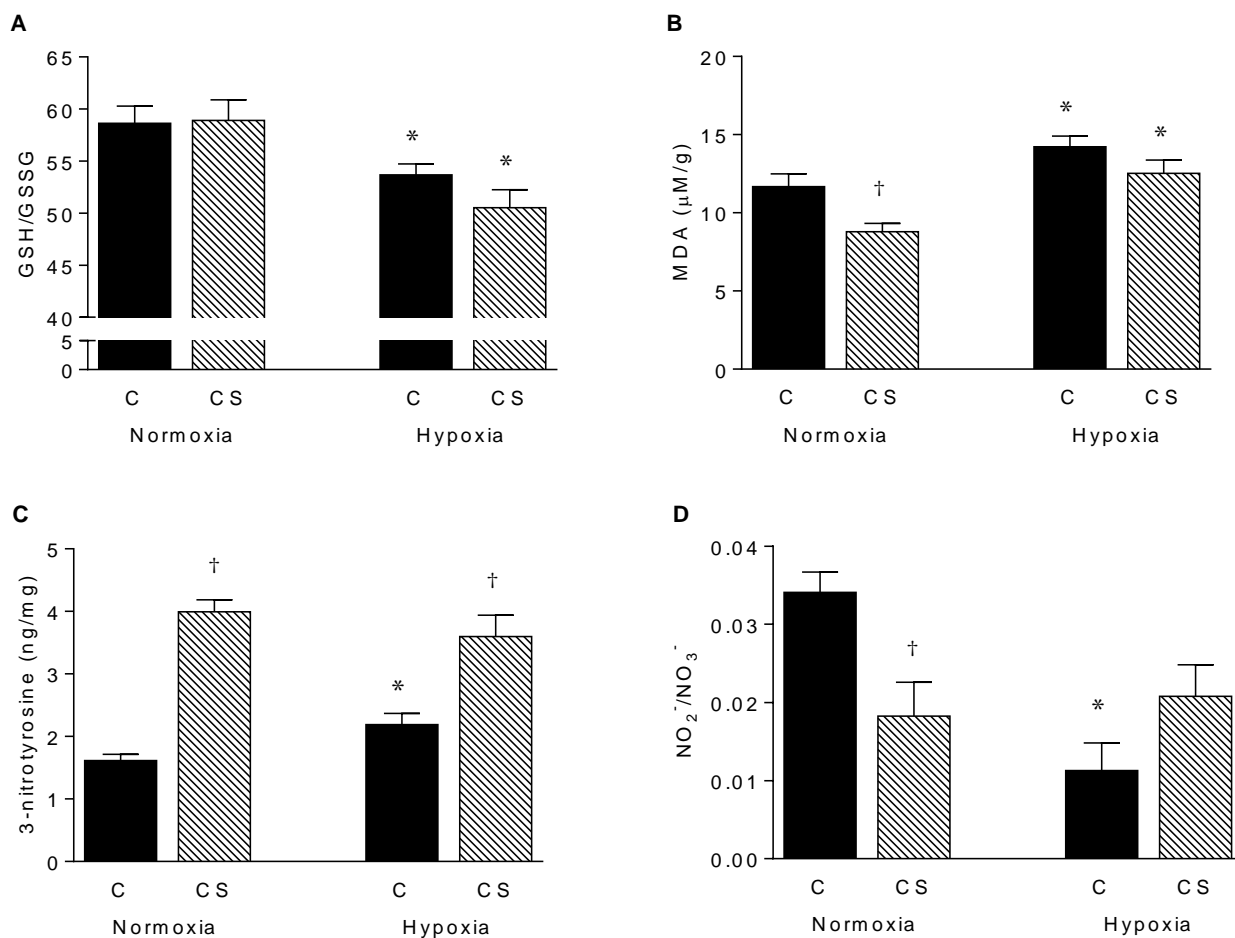 A
65
60
55
50
45
40
5
0
GSH/GSSG
*
*
C
CS
C
CS
Normoxia
Hypoxia
B
20
15
10
5
0
MDA (µM/g)
†
*
*
C
CS
C
CS
Normoxia
Hypoxia
C
5
4
3
2
1
0
3-nitrotyrosine (ng/mg)
†
*
†
C
CS
C
CS
Normoxia
Hypoxia
D
0.04
0.03
0.02
0.01
0.00
NO₂⁻/NO₃⁻
†
*
C
CS
C
CS
Normoxia
Hypoxia